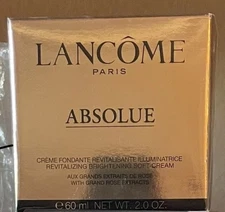 LANCÔME
PARIS
ABSOLUE
CRÈME FONDANTE REVITALISANTE ILLUMINATRICE
REVITALIZING BRIGHTENING SOFT CREAM
AUX GRANDS EXTRAITS DE ROSE
WITH GRAND ROSE EXTRACTS
℮ 60 ml NET WT. 2.0 OZ.